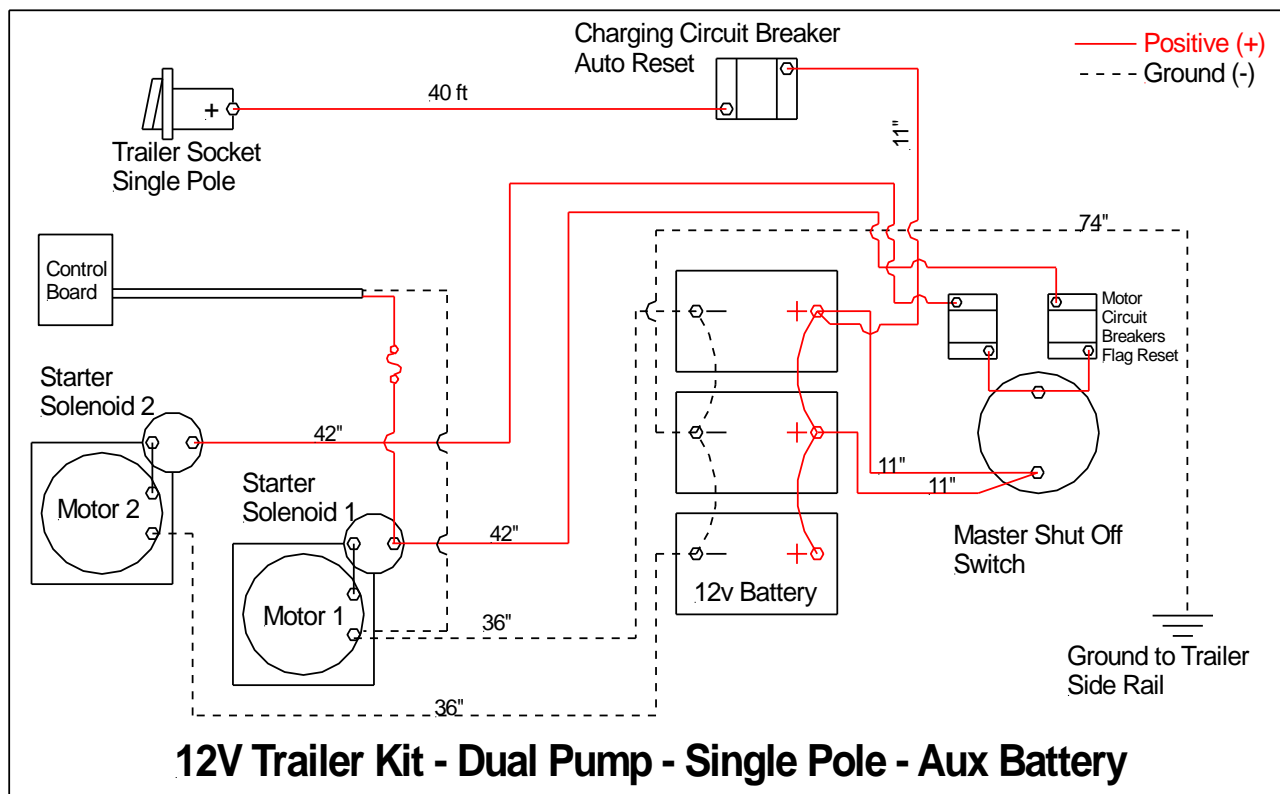 Charging Circuit Breaker
Auto Reset
Positive (+)
Ground (-)
40 ft
+
11"
Trailer Socket
Single Pole
74"
Control
Board
Motor
Circuit
Breakers
Flag Reset
Starter
Solenoid 2
42"
Motor 2
Starter
Solenoid 1
42"
Motor 1
36"
36"
+
+
+
12v Battery
11"
11"
Master Shut Off
Switch
Ground to Trailer
Side Rail
12V Trailer Kit - Dual Pump - Single Pole - Aux Battery